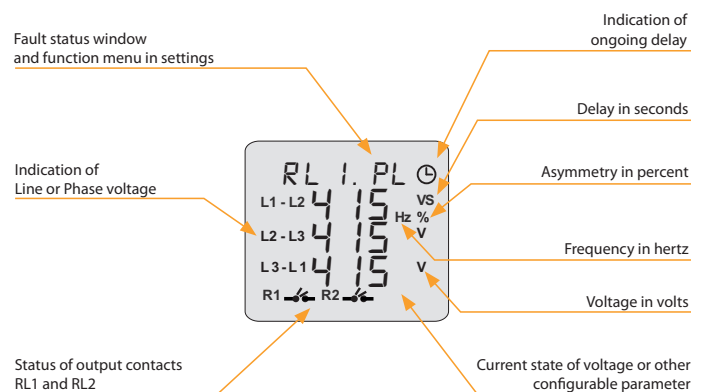 Indication of
ongoing delay
Fault status window
and function menu in settings
Delay in seconds
Indication of
Line or Phase voltage
Asymmetry in percent
RL 1. PL
L1 - L2 415 VS
Hz %
L2 - L3 415 V
L3 - L1 415 V
R1 R2
Frequency in hertz
Voltage in volts
Status of output contacts
RL1 and RL2
Current state of voltage or other
configurable parameter